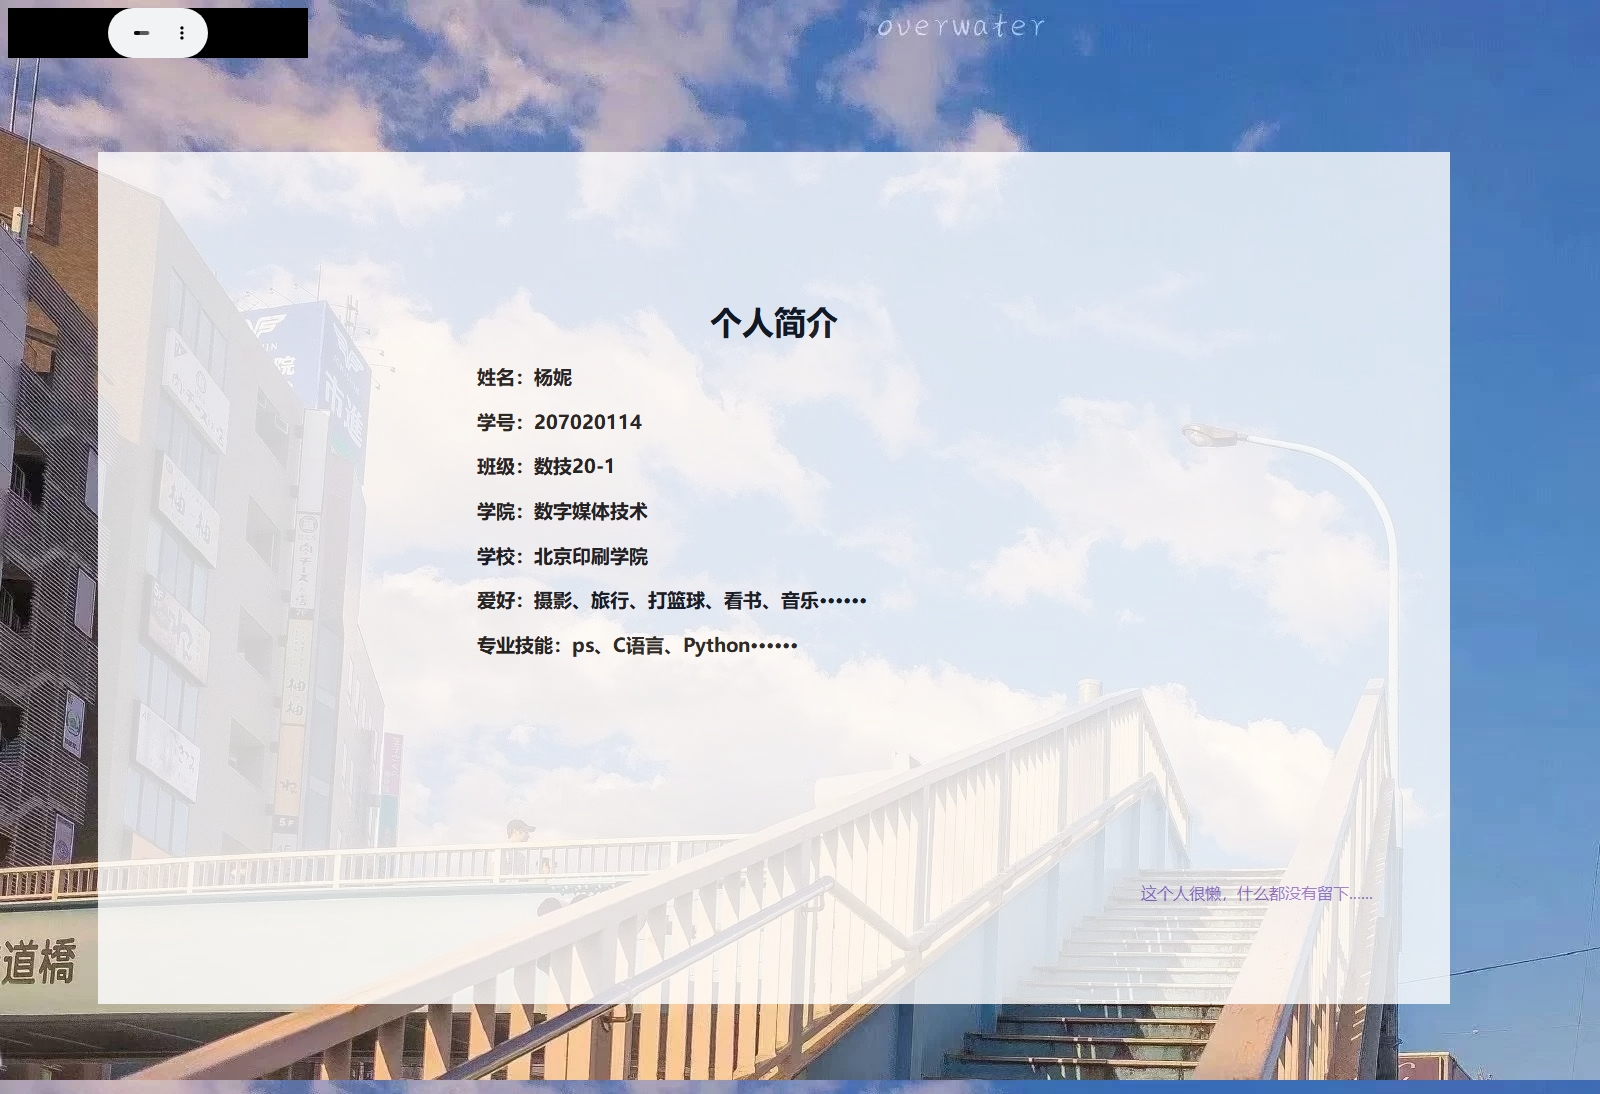 overwater
个人简介
姓名：杨妮
学号：207020114
班级：数技20-1
学院：数字媒体技术
学校：北京印刷学院
爱好：摄影、旅行、打篮球、看书、音乐••••••
专业技能：ps、C语言、Python••••••
市進
这个人很懒，什么都没有留下......
道橋